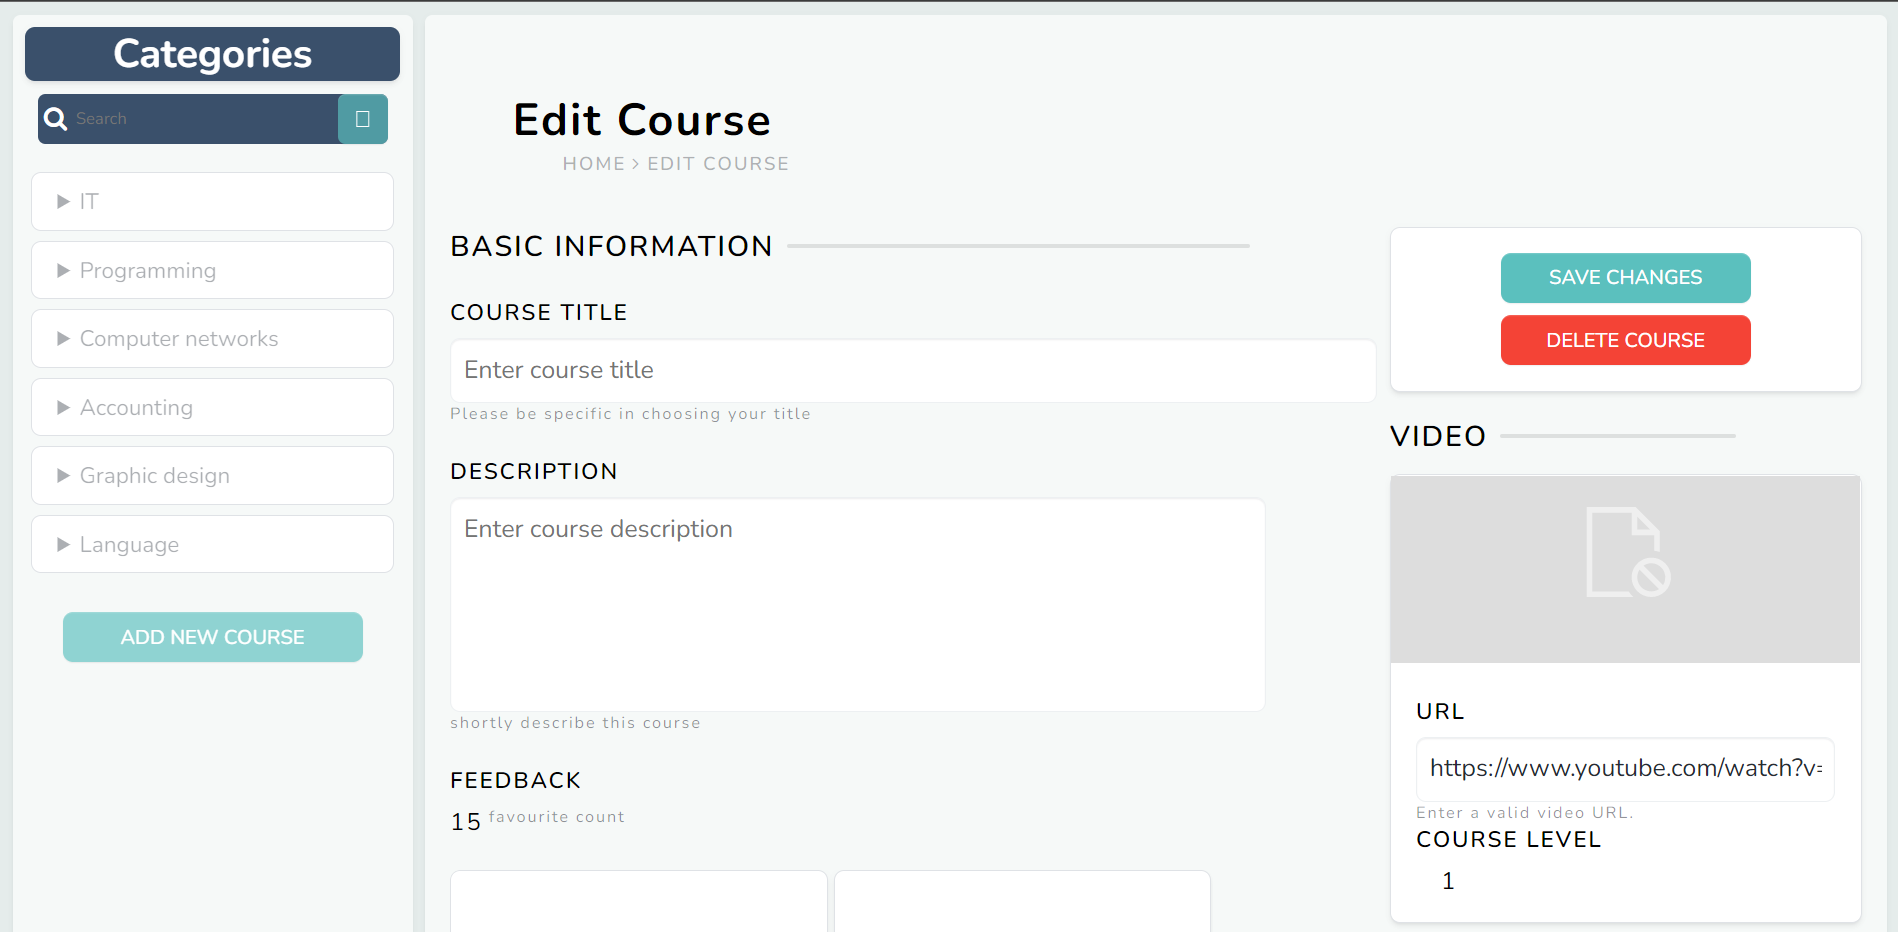 Categories
Search
IT
Programming
Computer networks
Accounting
Graphic design
Language
ADD NEW COURSE
Edit Course
HOME > EDIT COURSE
BASIC INFORMATION
COURSE TITLE
Enter course title
Please be specific in choosing your title
DESCRIPTION
Enter course description
shortly describe this course
FEEDBACK
15 favourite count
SAVE CHANGES
DELETE COURSE
VIDEO
URL
https://www.youtube.com/watch?v=
Enter a valid video URL.
COURSE LEVEL
1